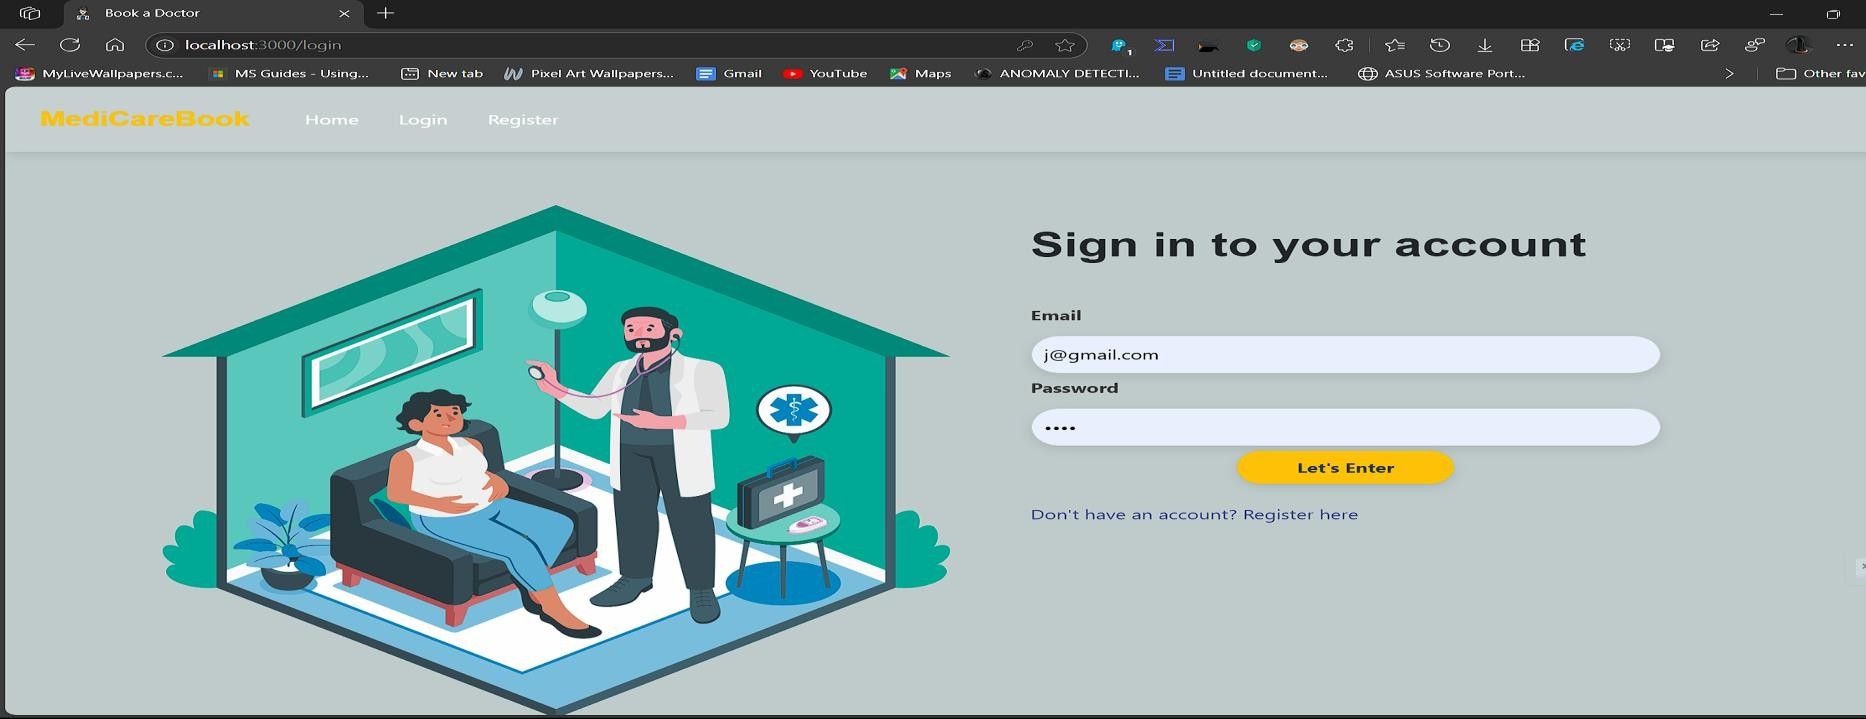 Book a Doctor
localhost:3000/login
1
MyLiveWallpapers.c... MS Guides - Using... New tab Pixel Art Wallpapers... Gmail YouTube Maps ANOMALY DETECTI... Untitled document... ASUS Software Port... Other fav
MediCareBook Home Login Register
Sign in to your account
Email
j@gmail.com
Password
••••
Let's Enter
Don't have an account? Register here